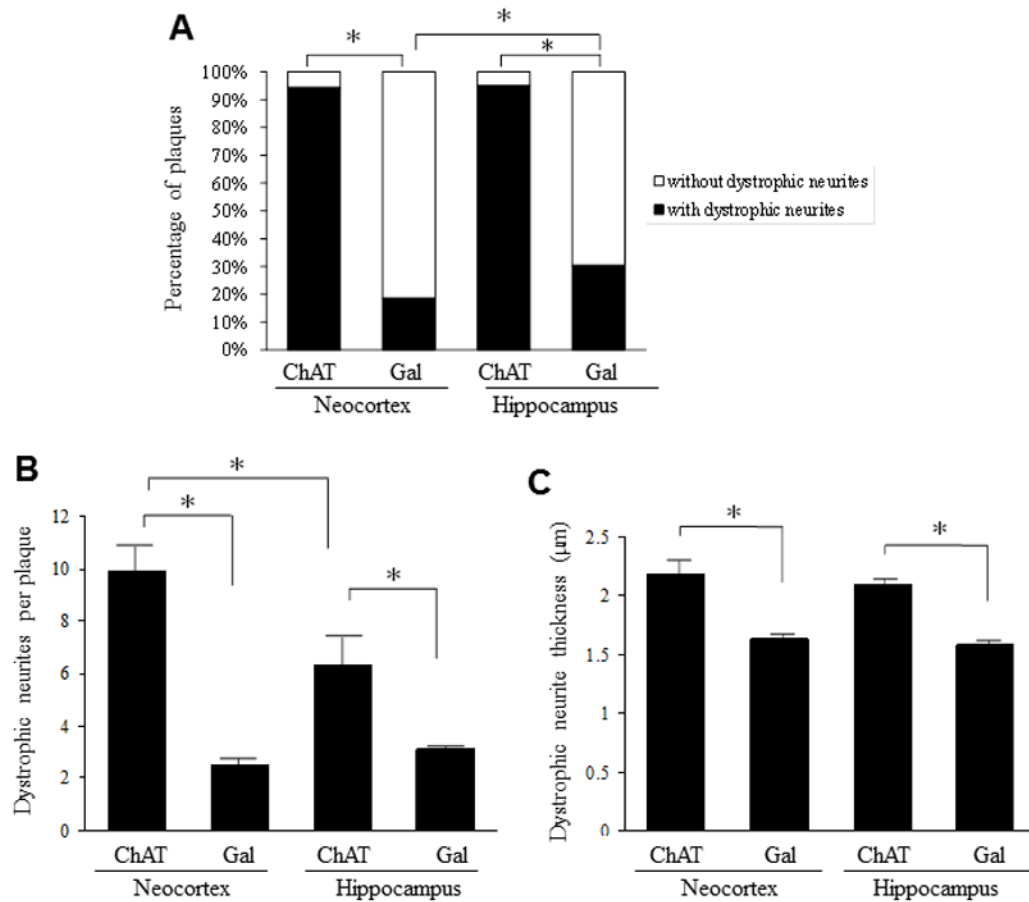 A
*
*
*
Percentage of plaques
100%
90%
80%
70%
60%
50%
40%
30%
20%
10%
0%
ChAT Gal ChAT Gal
Neocortex Hippocampus
without dystrophic neurites
with dystrophic neurites
B
*
*
*
Dystrophic neurites per plaque
12
10
8
6
4
2
0
ChAT Gal ChAT Gal
Neocortex Hippocampus
C
*
*
Dystrophic neurite thickness (μm)
2.5
2
1.5
1
0.5
0
ChAT Gal ChAT Gal
Neocortex Hippocampus